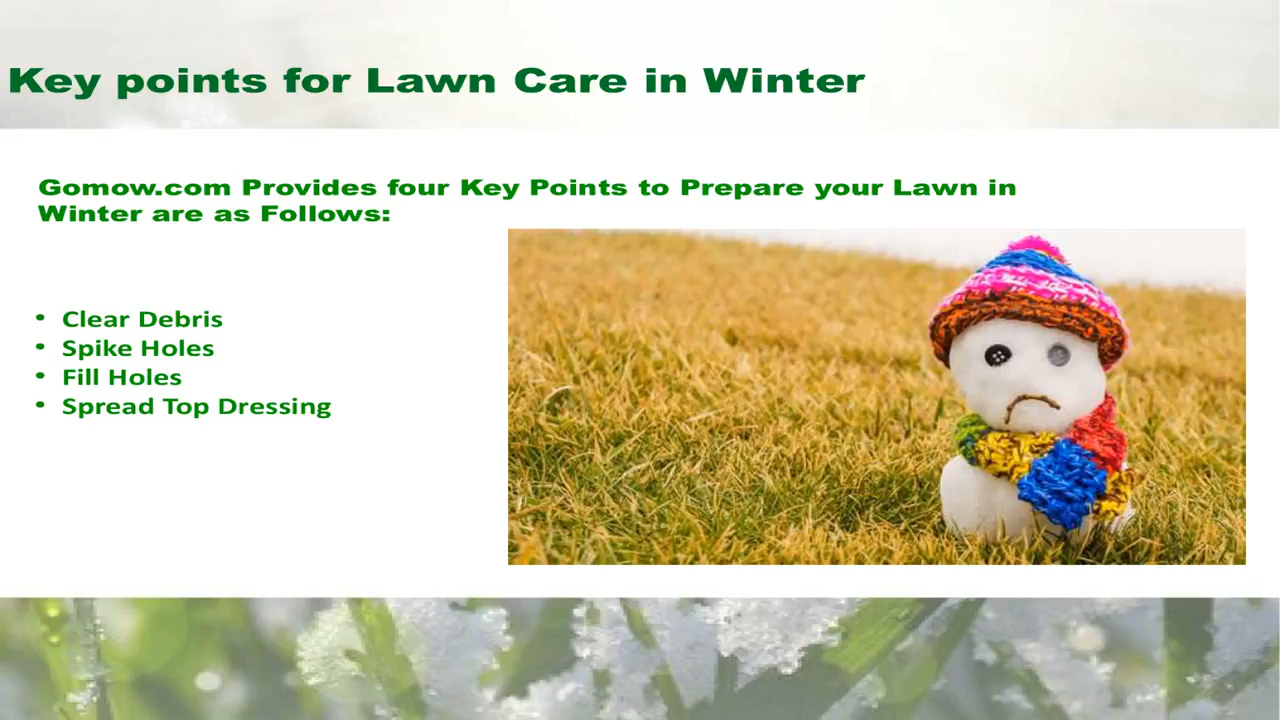 Key points for Lawn Care in Winter
Gomow.com Provides four Key Points to Prepare your Lawn in
Winter are as Follows:
• Clear Debris
• Spike Holes
• Fill Holes
• Spread Top Dressing